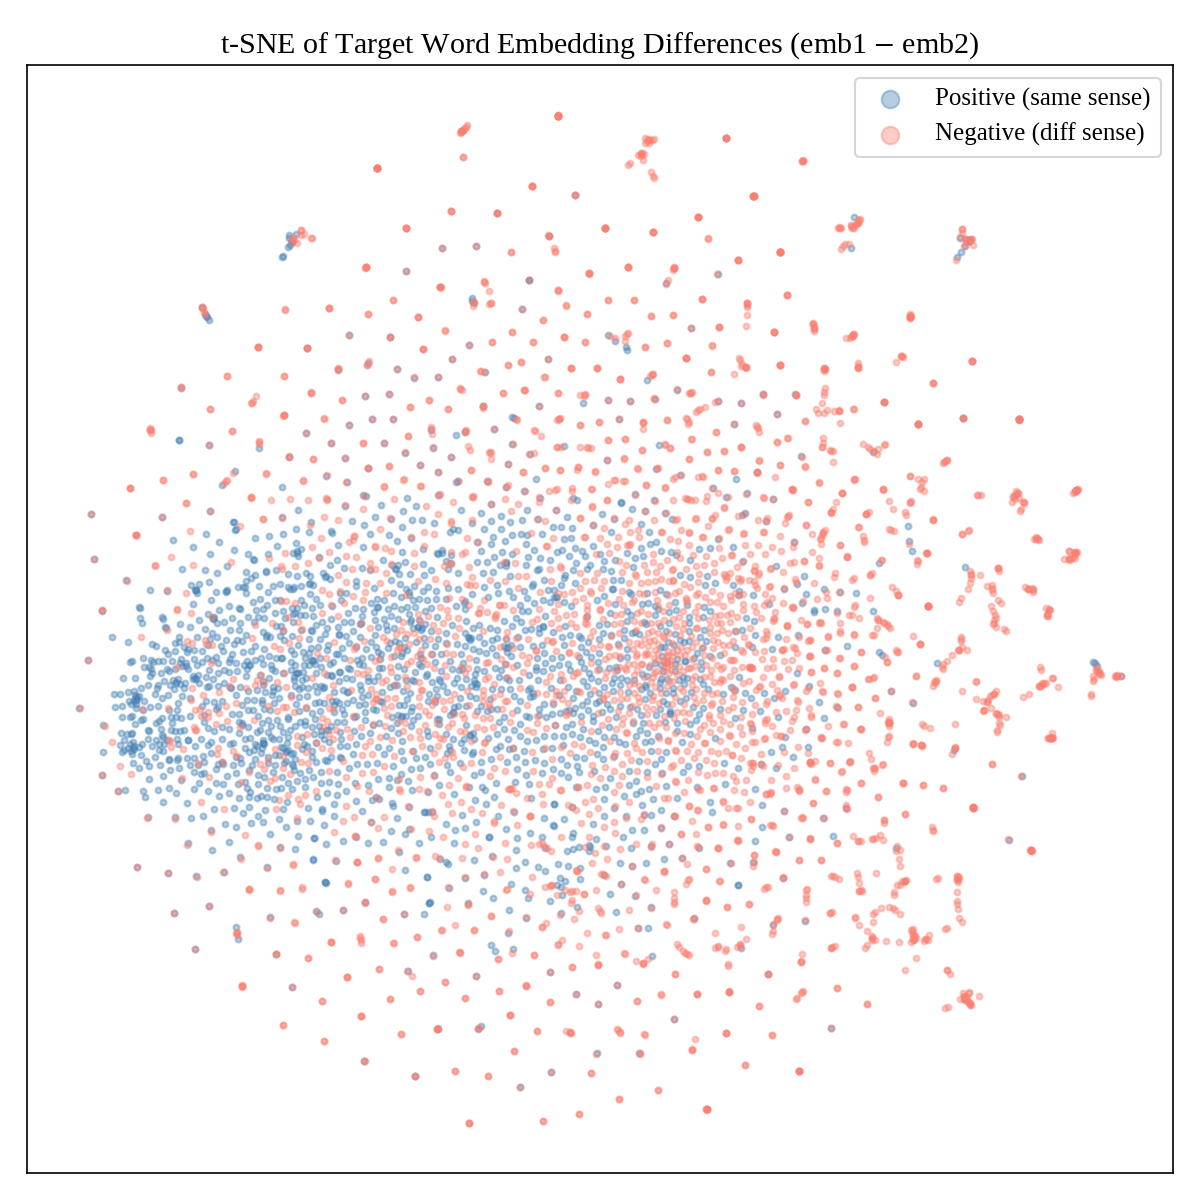 t-SNE of Target Word Embedding Differences (emb1 − emb2)
Positive (same sense)
Negative (diff sense)